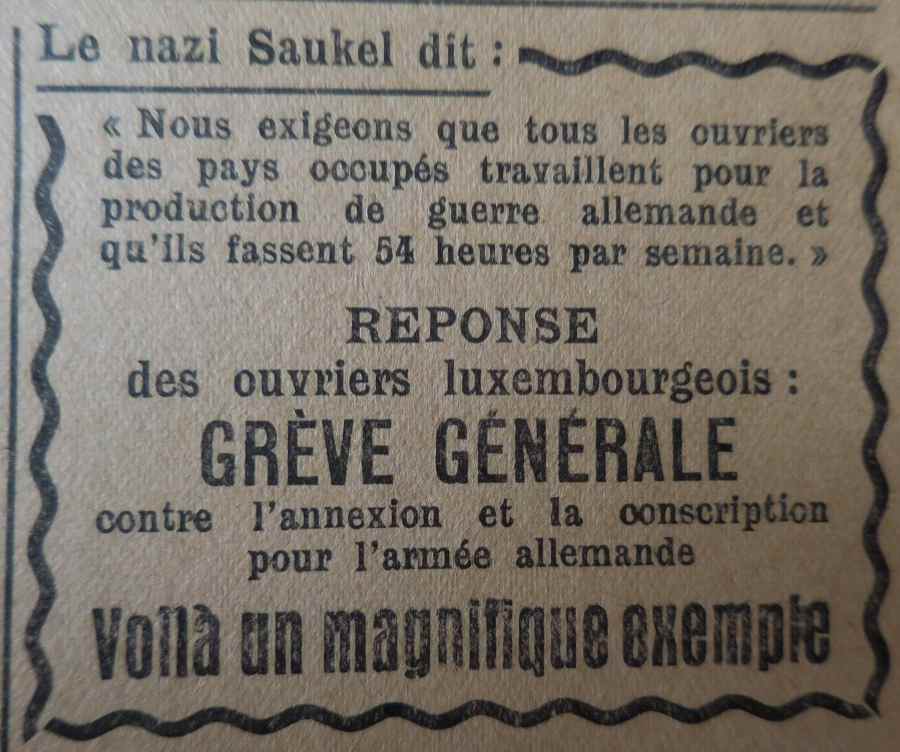 Le nazi Saukel dit :
« Nous exigeons que tous les ouvriers
des pays occupés travaillent pour la
production de guerre allemande et
qu'ils fassent 54 heures par semaine. »
REPONSE
des ouvriers luxembourgeois :
GRÈVE GÉNÉRALE
contre l'annexion et la conscription
pour l'armée allemande
Voilà un magnifique exemple